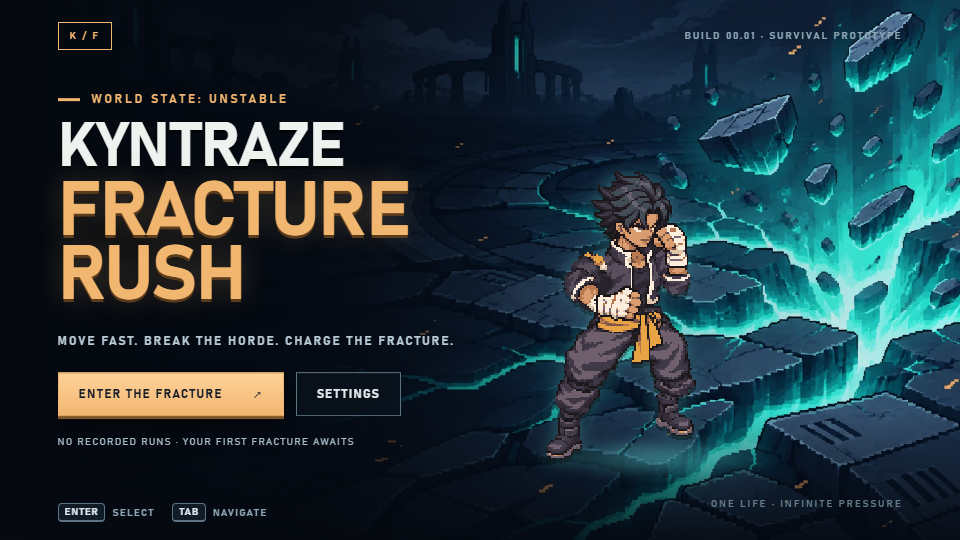 K / F
BUILD 00.01 · SURVIVAL PROTOTYPE
WORLD STATE: UNSTABLE
KYNTRAZE
FRACTURE
RUSH
MOVE FAST. BREAK THE HORDE. CHARGE THE FRACTURE.
ENTER THE FRACTURE ↗
SETTINGS
NO RECORDED RUNS · YOUR FIRST FRACTURE AWAITS
ENTER SELECT TAB NAVIGATE
ONE LIFE · INFINITE PRESSURE